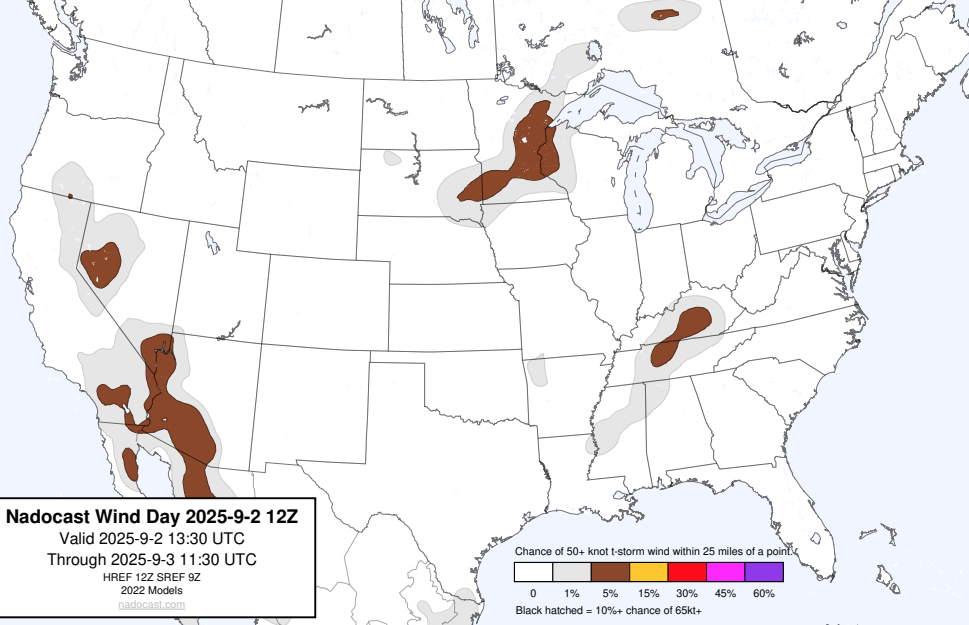 Nadocast Wind Day 2025-9-2 12Z
Valid 2025-9-2 13:30 UTC
Through 2025-9-3 11:30 UTC
HREF 12Z SREF 9Z
2022 Models
nadocast.com
Chance of 50+ knot t-storm wind within 25 miles of a point.
0 1% 5% 15% 30% 45% 60%
Black hatched = 10%+ chance of 65kt+